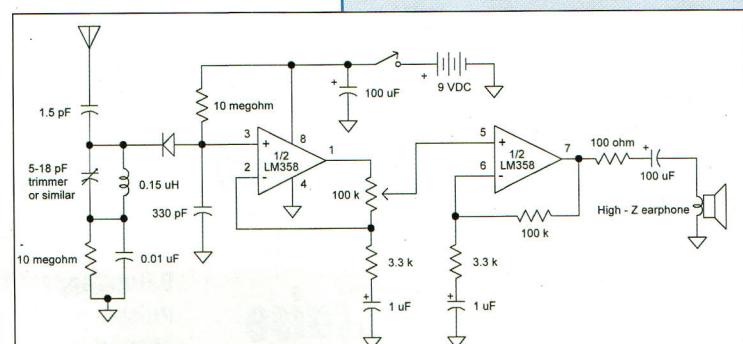 1.5 pF
5-18 pF
trimmer
or similar
0.15 uH
10 megohm
0.01 uF
10 megohm
330 pF
3
+
2
-
1/2
LM358
8
4
1
100 uF
+
+
9 VDC
100 k
3.3 k
+
1 uF
5
+
6
-
1/2
LM358
7
100 k
3.3 k
+
1 uF
100 ohm
+
100 uF
High - Z earphone